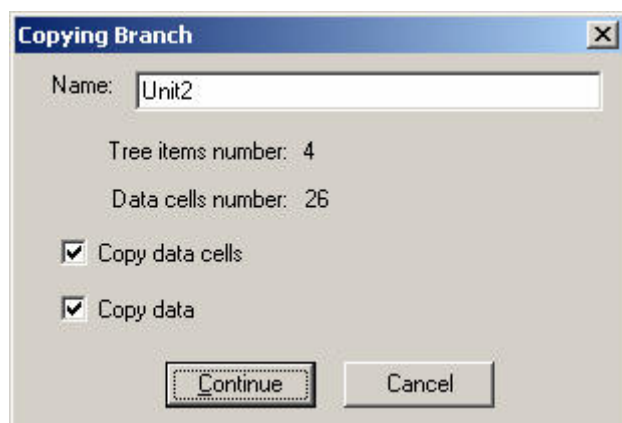 Copying Branch
Name: Unit2
Tree items number: 4
Data cells number: 26
Copy data cells
Copy data
Continue Cancel